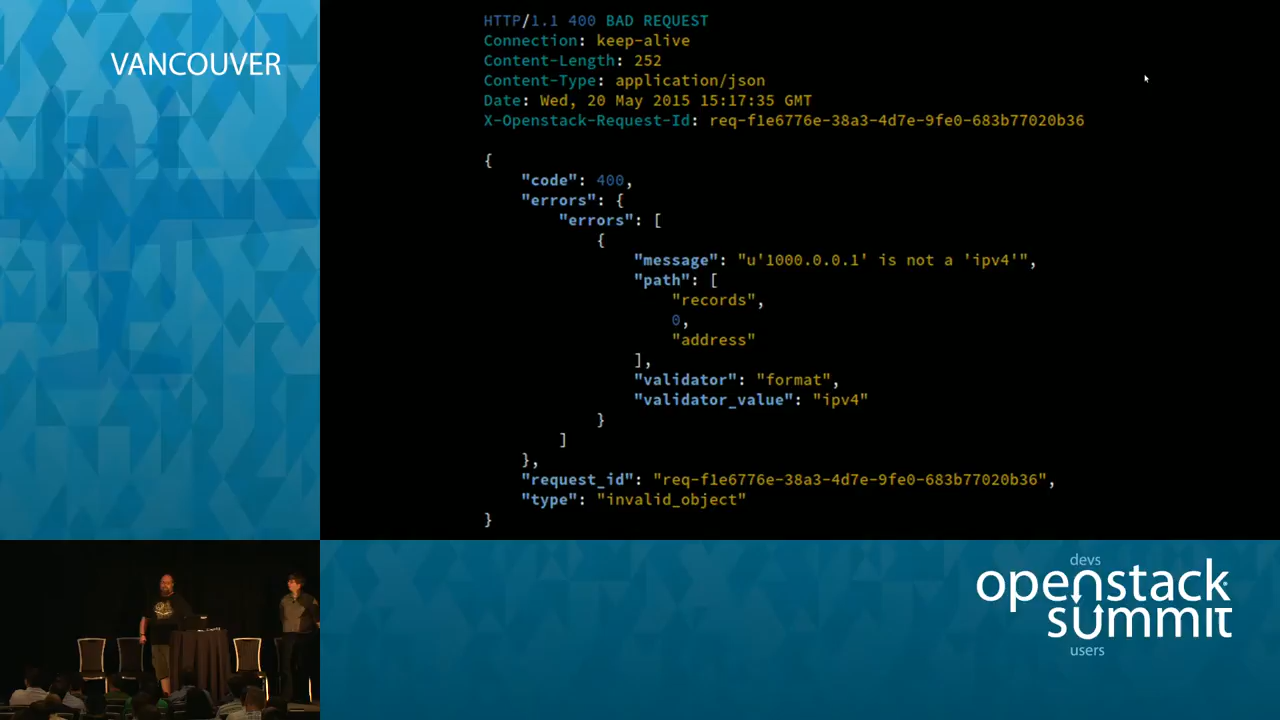 VANCOUVER
HTTP/1.1 400 BAD REQUEST
Connection: keep-alive
Content-Length: 252
Content-Type: application/json
Date: Wed, 20 May 2015 15:17:35 GMT
X-Openstack-Request-Id: req-f1e6776e-38a3-4d7e-9fe0-683b77020b36
{
"code": 400,
"errors": {
"errors": [
{
"message": "u'1000.0.0.1' is not a 'ipv4'",
"path": [
"records",
0,
"address"
],
"validator": "format",
"validator_value": "ipv4"
}
]
},
"request_id": "req-f1e6776e-38a3-4d7e-9fe0-683b77020b36",
"type": "invalid_object"
}
devs
openstack
summit
users